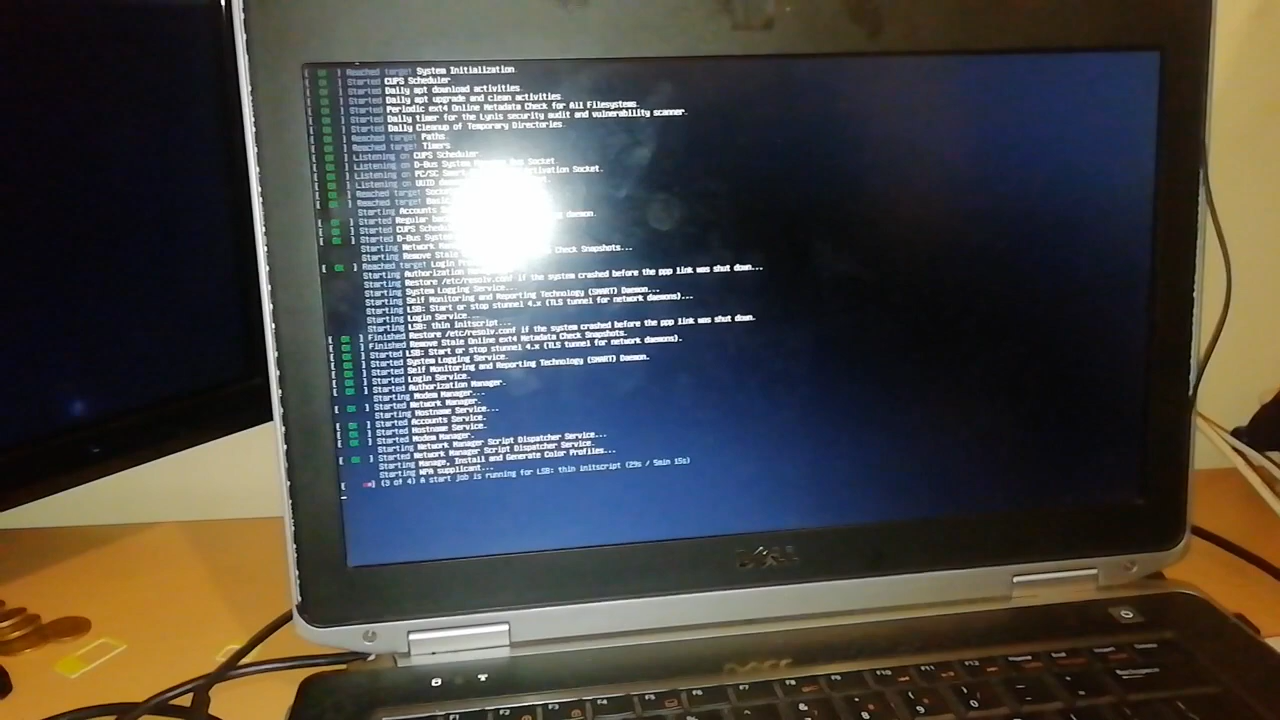 [ OK ] Reached target System Initialization.
[ OK ] Started CUPS Scheduler.
[ OK ] Started Daily apt download activities.
[ OK ] Started Daily apt upgrade and clean activities.
[ OK ] Started Periodic ext4 Online Metadata Check for All Filesystems.
[ OK ] Started Daily timer for the Lynis security audit and vulnerability scanner.
[ OK ] Started Daily Cleanup of Temporary Directories.
[ OK ] Reached target Paths.
[ OK ] Reached target Timers.
[ OK ] Listening on CUPS Scheduler.
[ OK ] Listening on D-Bus System Socket.
[ OK ] Listening on PC/SC Socket.
[ OK ] Listening on UUID
[ OK ] Reached target
[ OK ] Reached target
Starting Accounts
[ OK ] Started Regular daemon.
[ OK ] Started CUPS
[ OK ] Started D-Bus System
Starting Network
Starting Remove Stale Check Snapshots...
[ OK ] Reached target Login
Starting Authorization
Starting Restore /etc/resolv.conf if the system crashed before the ppp link was shut down...
Starting System Logging Service...
Starting Self Monitoring and Reporting Technology (SMART) Daemon...
Starting LSB: Start or stop stunnel 4.x (TLS tunnel for network daemons)...
Starting Login Service...
Starting LSB: thin initscript...
[ OK ] Finished Restore /etc/resolv.conf if the system crashed before the ppp link was shut down.
[ OK ] Finished Remove Stale Online ext4 Metadata Check Snapshots.
[ OK ] Started LSB: Start or stop stunnel 4.x (TLS tunnel for network daemons).
[ OK ] Started System Logging Service.
[ OK ] Started Self Monitoring and Reporting Technology (SMART) Daemon.
[ OK ] Started Login Service.
[ OK ] Started Authorization Manager.
Starting Modem Manager...
[ OK ] Started Network Manager.
Starting Hostname Service...
[ OK ] Started Accounts Service.
[ OK ] Started Hostname Service.
[ OK ] Started Modem Manager.
Starting Network Manager Script Dispatcher Service...
[ OK ] Started Network Manager Script Dispatcher Service.
Starting Manage, Install and Generate Color Profiles...
Starting WPA supplicant...
[ **] (3 of 4) A start job is running for LSB: thin initscript (29s / 5min 15s)
DELL